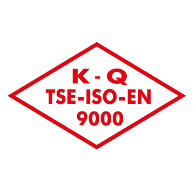 K - Q
TSE-ISO-EN
9000